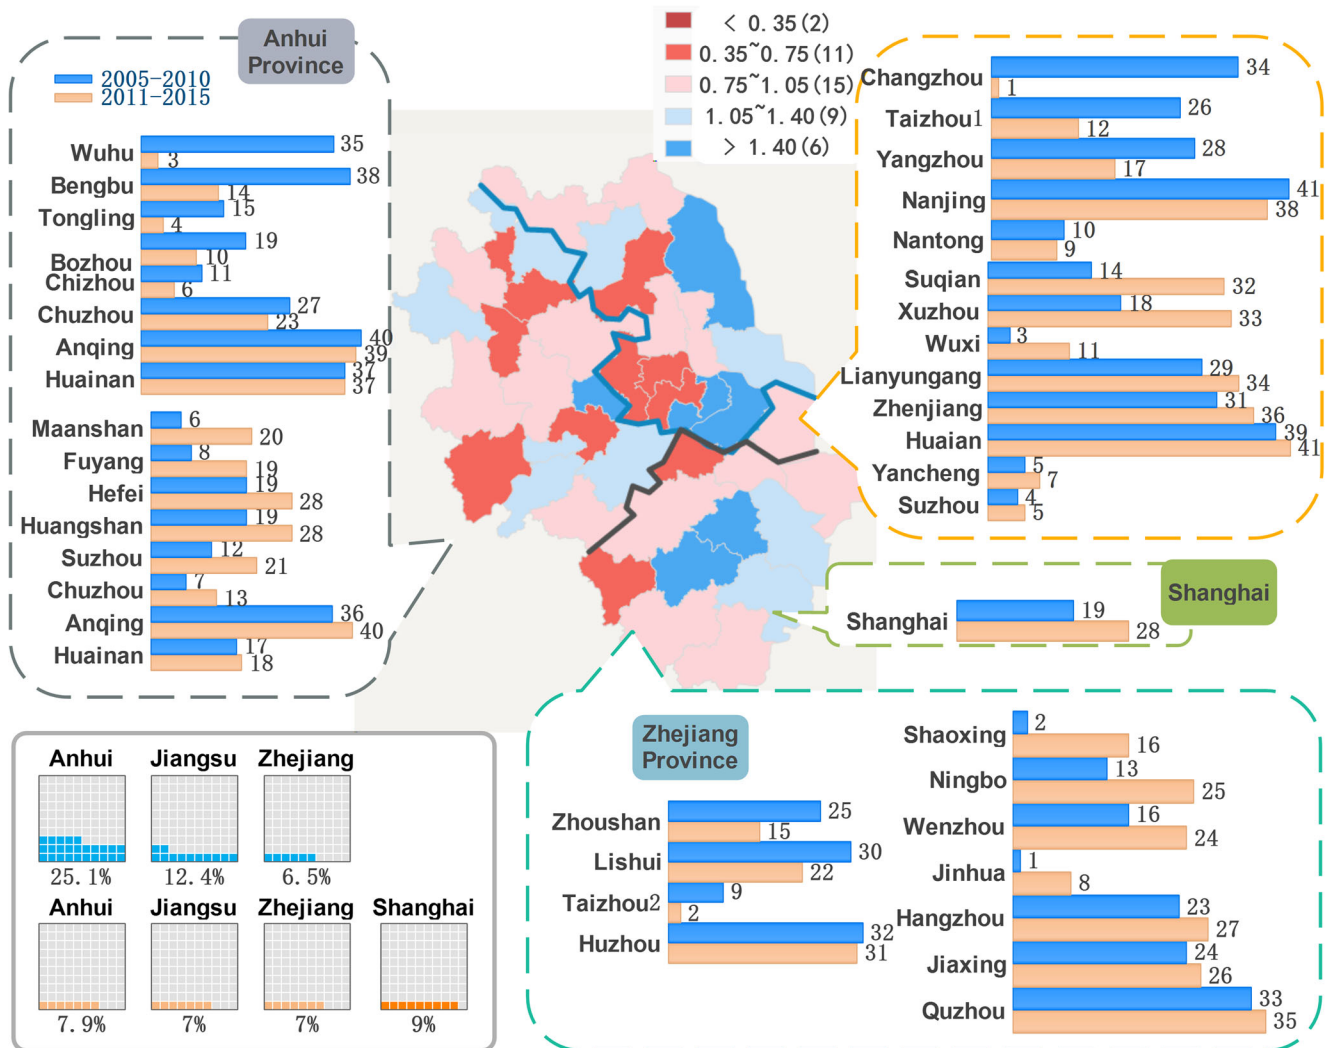 Anhui
Province
2005-2010
2011-2015
Wuhu 35 3
Bengbu 38 14
Tongling 15 4
Bozhou 19 10
Chizhou 11 6
Chuzhou 27 23
Anqing 40 39
Huainan 37 37
Maanshan 6 20
Fuyang 8 19
Hefei 19 28
Huangshan 19 28
Suzhou 12 21
Chuzhou 7 13
Anqing 36 40
Huainan 17 18
< 0.35(2)
0.35~0.75(11)
0.75~1.05(15)
1.05~1.40(9)
> 1.40(6)
Changzhou 34 1
Taizhou1 26 12
Yangzhou 28 17
Nanjing 41 38
Nantong 10 9
Suqian 14 32
Xuzhou 18 33
Wuxi 3 11
Lianyungang 29 34
Zhenjiang 31 36
Huaian 39 41
Yancheng 5 7
Suzhou 4 5
Shanghai
Shanghai 19 28
Zhejiang
Province
Zhoushan 25 15
Lishui 30 22
Taizhou2 9 2
Huzhou 32 31
Shaoxing 2 16
Ningbo 13 25
Wenzhou 16 24
Jinhua 1 8
Hangzhou 23 27
Jiaxing 24 26
Quzhou 33 35
Anhui Jiangsu Zhejiang
25.1% 12.4% 6.5%
Anhui Jiangsu Zhejiang Shanghai
7.9% 7% 7% 9%